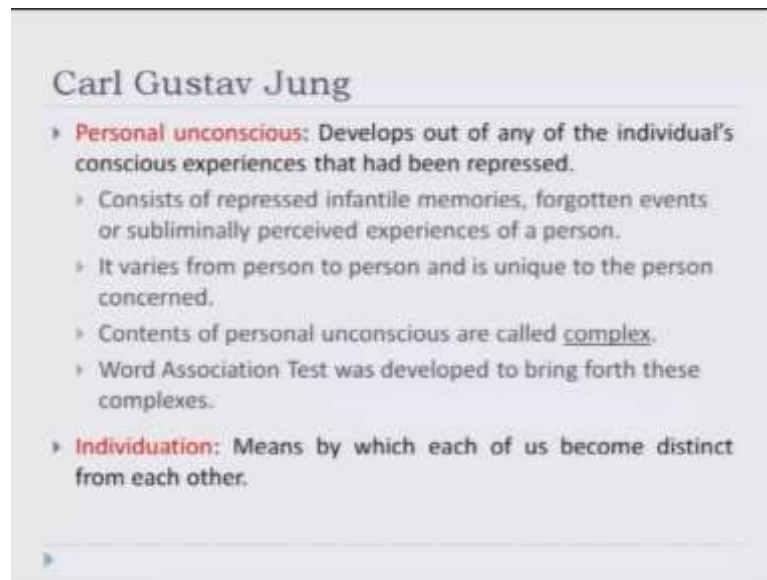 Carl Gustav Jung
Personal unconscious: Develops out of any of the individual's
conscious experiences that had been repressed.
Consists of repressed infantile memories, forgotten events
or subliminally perceived experiences of a person.
It varies from person to person and is unique to the person
concerned.
Contents of personal unconscious are called complex.
Word Association Test was developed to bring forth these
complexes.
Individuation: Means by which each of us become distinct
from each other.